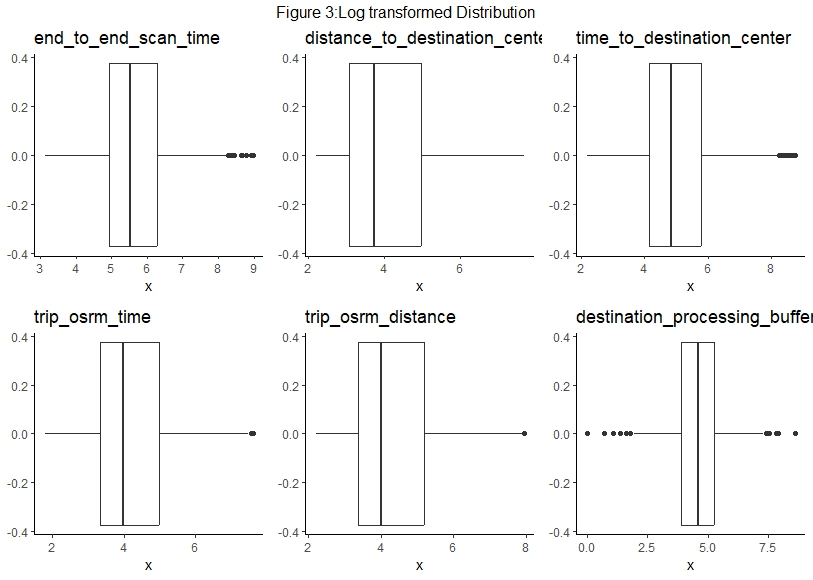 Figure 3:Log transformed Distribution
end_to_end_scan_time
distance_to_destination_cente
time_to_destination_center
0.4
0.2
0.0
-0.2
-0.4
3 4 5 6 7 8 9
x
0.4
0.2
0.0
-0.2
-0.4
2 4 6
x
0.4
0.2
0.0
-0.2
-0.4
2 4 6 8
x
trip_osrm_time
trip_osrm_distance
destination_processing_buffer
0.4
0.2
0.0
-0.2
-0.4
2 4 6
x
0.4
0.2
0.0
-0.2
-0.4
2 4 6 8
x
0.4
0.2
0.0
-0.2
-0.4
0.0 2.5 5.0 7.5
x